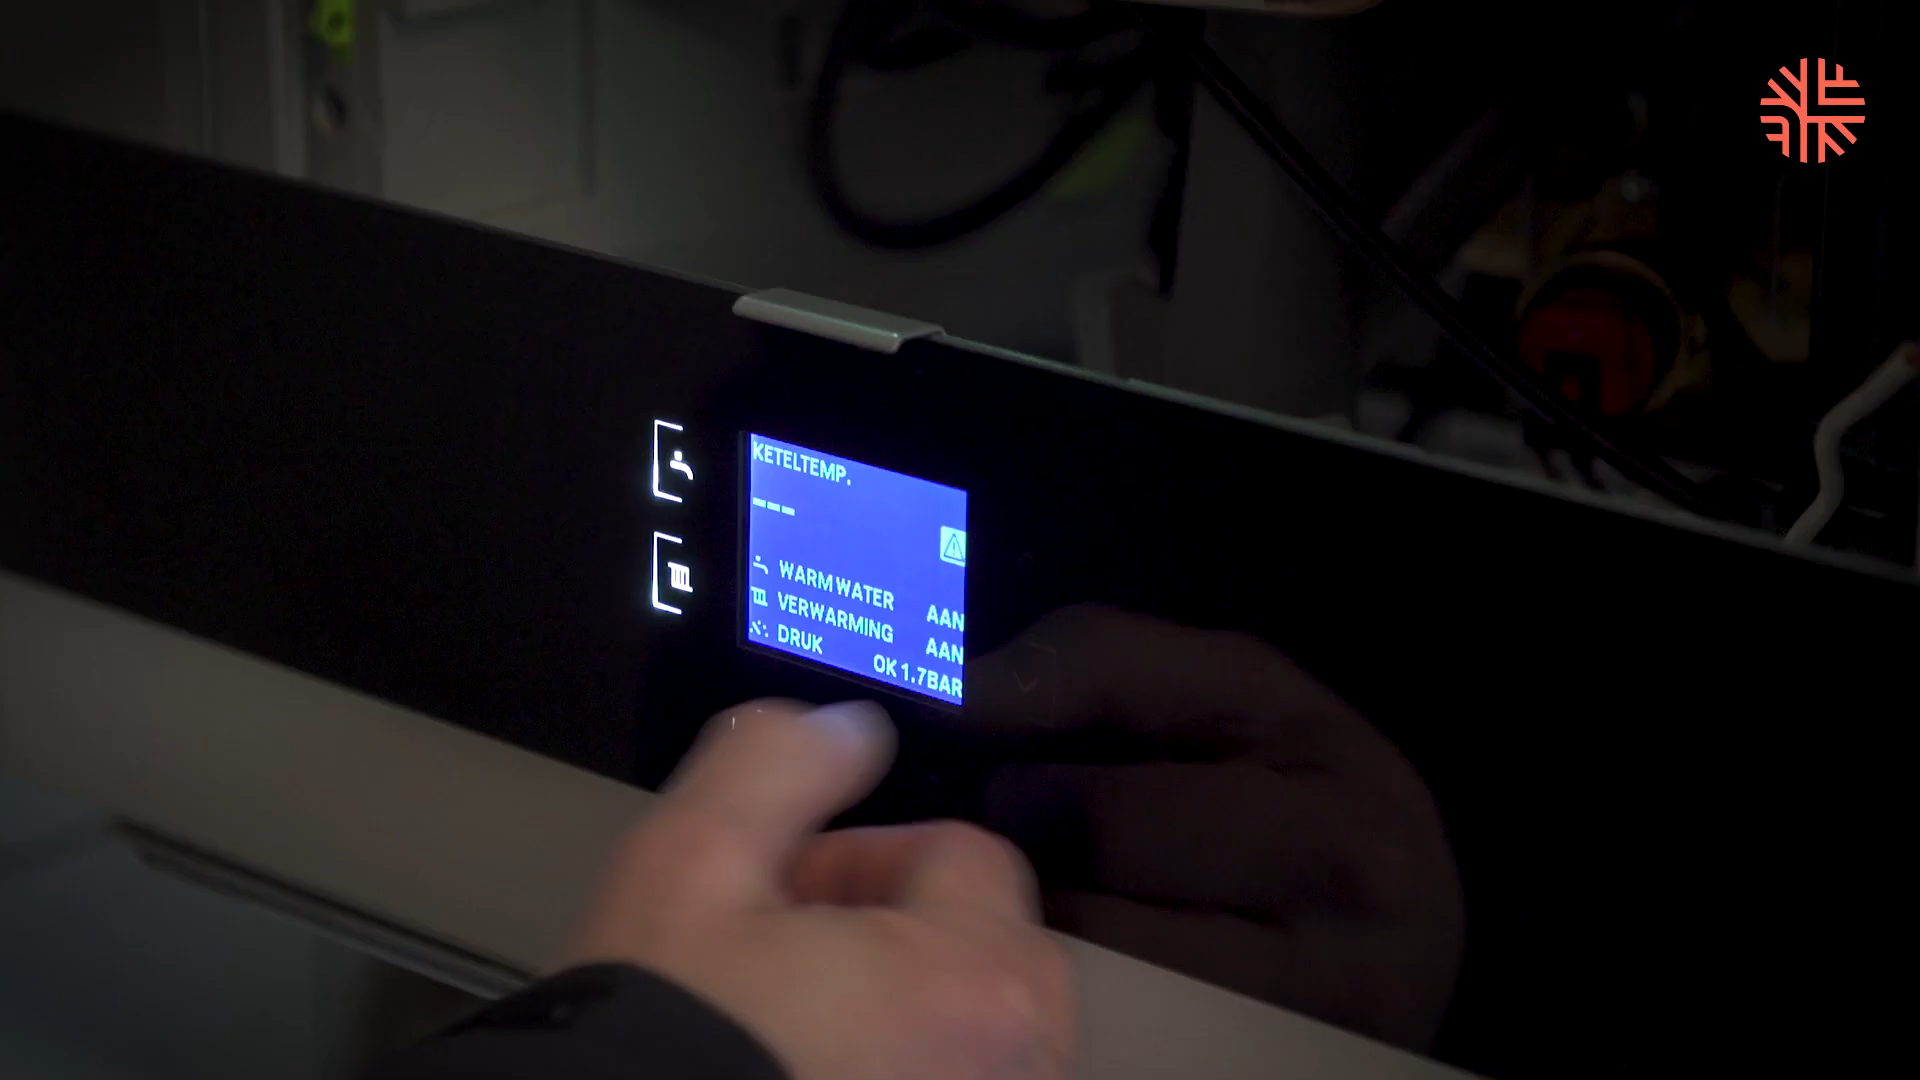 KETELTEMP.
---
WARM WATER AAN
VERWARMING AAN
DRUK OK 1.7BAR